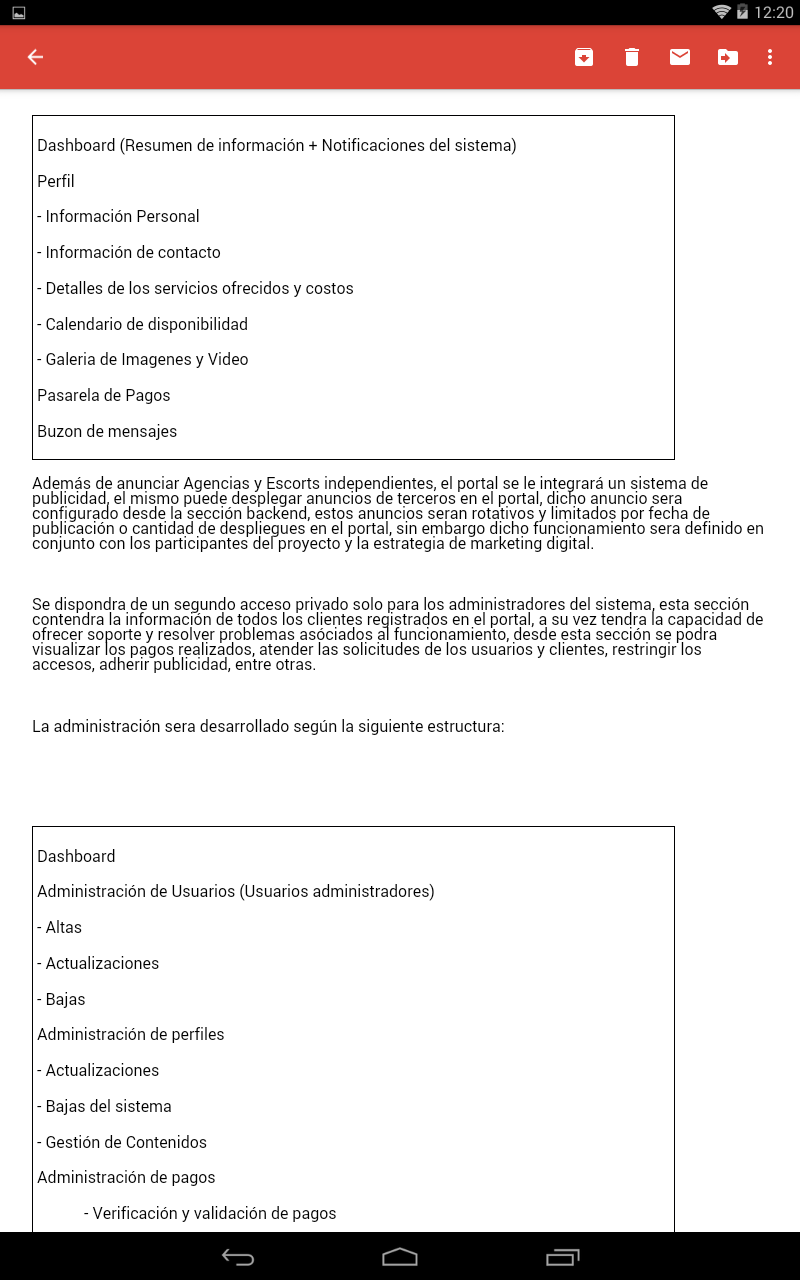 12:20
Dashboard (Resumen de información + Notificaciones del sistema)
Perfil
- Información Personal
- Información de contacto
- Detalles de los servicios ofrecidos y costos
- Calendario de disponibilidad
- Galeria de Imagenes y Video
Pasarela de Pagos
Buzon de mensajes
Además de anunciar Agencias y Escorts independientes, el portal se le integrará un sistema de
publicidad, el mismo puede desplegar anuncios de terceros en el portal, dicho anuncio sera
configurado desde la sección backend, estos anuncios seran rotativos y limitados por fecha de
publicación o cantidad de despliegues en el portal, sin embargo dicho funcionamiento sera definido en
conjunto con los participantes del proyecto y la estrategia de marketing digital.
Se dispondra de un segundo acceso privado solo para los administradores del sistema, esta sección
contendra la información de todos los clientes registrados en el portal, a su vez tendra la capacidad de
ofrecer soporte y resolver problemas asóciados al funcionamiento, desde esta sección se podra
visualizar los pagos realizados, atender las solicitudes de los usuarios y clientes, restringir los
accesos, adherir publicidad, entre otras.
La administración sera desarrollado según la siguiente estructura:
Dashboard
Administración de Usuarios (Usuarios administradores)
- Altas
- Actualizaciones
- Bajas
Administración de perfiles
- Actualizaciones
- Bajas del sistema
- Gestión de Contenidos
Administración de pagos
- Verificación y validación de pagos